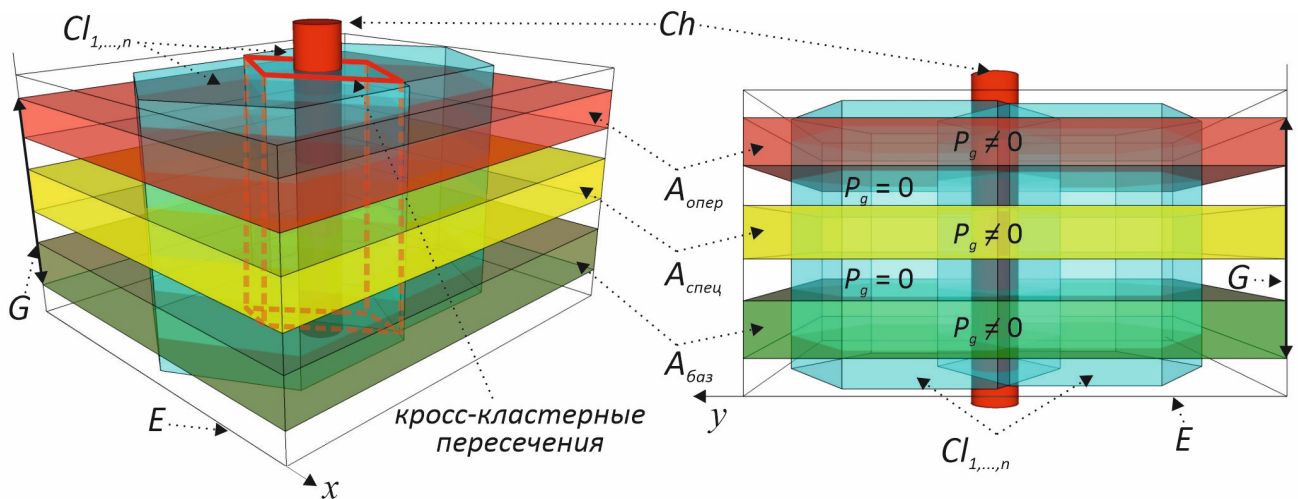 Cl1,...,n
Ch
Pg ≠ 0
Aопер
Pg = 0
Pg ≠ 0
Aспец
Pg = 0
G
G
Pg ≠ 0
Aбаз
E
кросс-кластерные
пересечения
y
E
Cl1,...,n
x